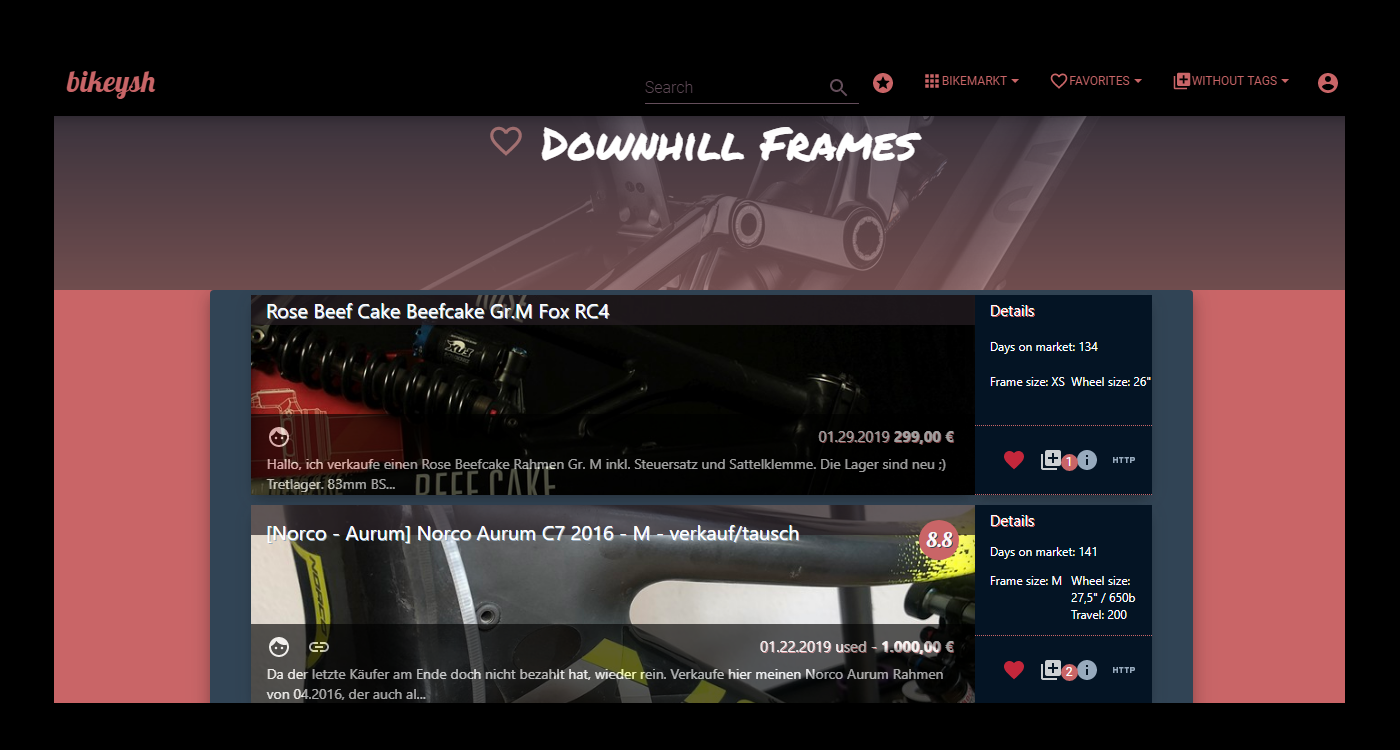 bikeysh
Search
BIKEMARKT
FAVORITES
WITHOUT TAGS
Downhill Frames
Rose Beef Cake Beefcake Gr.M Fox RC4
Details
Days on market: 134
Frame size: XS Wheel size: 26"
FOX
01.29.2019 299,00 €
Hallo, ich verkaufe einen Rose Beefcake Rahmen Gr. M inkl. Steuersatz und Sattelklemme. Die Lager sind neu ;)
Tretlager. 83mm BS...
BEEF CAKE
1
HTTP
[Norco - Aurum] Norco Aurum C7 2016 - M - verkauf/tausch
8.8
Details
Days on market: 141
Frame size: M Wheel size:
27,5" / 650b
Travel: 200
NORCO
01.22.2019 used - 1.000,00 €
Da der letzte Käufer am Ende doch nicht bezahlt hat, wieder rein. Verkaufe hier meinen Norco Aurum Rahmen
von 04.2016, der auch al...
2
HTTP